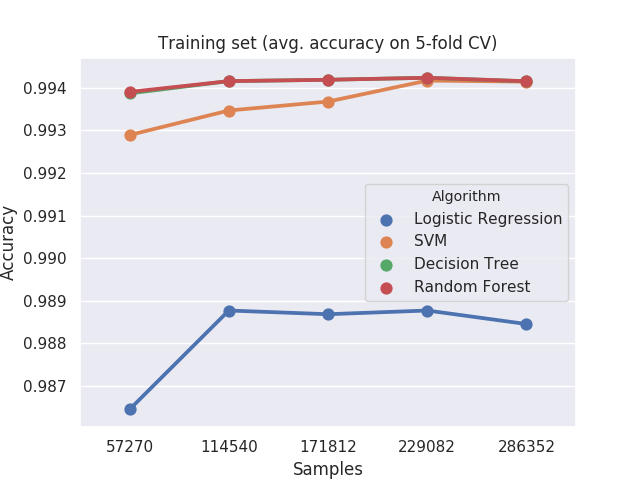 Training set (avg. accuracy on 5-fold CV)
0.994
0.993
0.992
0.991
0.990
0.989
0.988
0.987
Accuracy
Algorithm
Logistic Regression
SVM
Decision Tree
Random Forest
57270 114540 171812 229082 286352
Samples